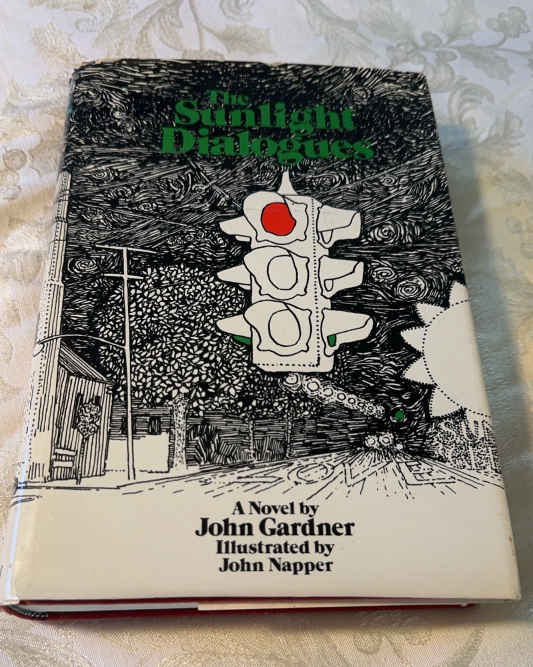 The
Sunlight
Dialogues
A Novel by
John Gardner
Illustrated by
John Napper